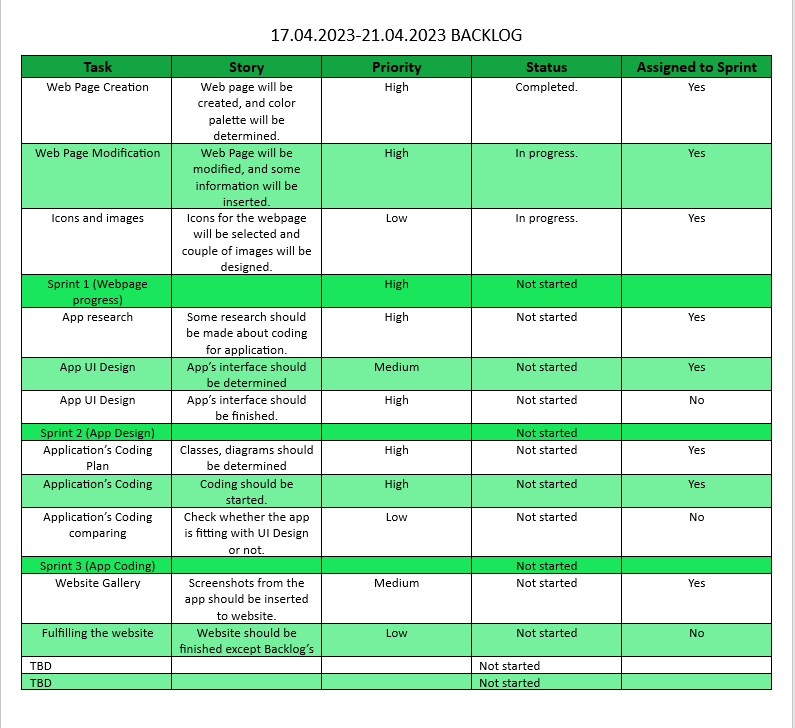 17.04.2023-21.04.2023 BACKLOG
Task Story Priority Status Assigned to Sprint
Web Page Creation Web page will be High Completed. Yes
created, and color
palette will be
determined.
Web Page Modification Web Page will be High In progress. Yes
modified, and some
information will be
inserted.
Icons and images Icons for the webpage Low In progress. Yes
will be selected and
couple of images will be
designed.
Sprint 1 (Webpage High Not started
progress)
App research Some research should High Not started Yes
be made about coding
for application.
App UI Design App's interface should Medium Not started Yes
be determined
App UI Design App's interface should High Not started No
be finished.
Sprint 2 (App Design) Not started
Application's Coding Classes, diagrams should High Not started Yes
Plan be determined
Application's Coding Coding should be High Not started Yes
started.
Application's Coding Check whether the app Low Not started No
comparing is fitting with UI Design
or not.
Sprint 3 (App Coding) Not started
Website Gallery Screenshots from the Medium Not started Yes
app should be inserted
to website.
Fulfilling the website Website should be Low Not started No
finished except Backlog's
TBD Not started
TBD Not started